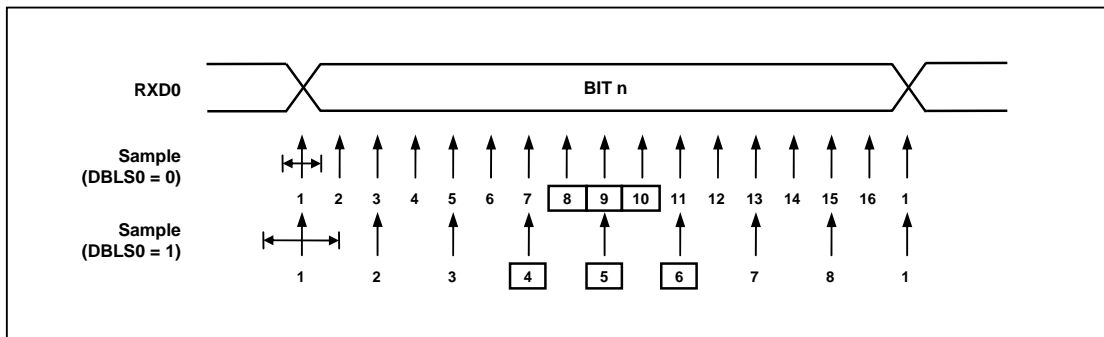 RXD0 BIT n
Sample
(DBLS0 = 0)
1 2 3 4 5 6 7 8 9 10 11 12 13 14 15 16 1
Sample
(DBLS0 = 1)
1 2 3 4 5 6 7 8 1